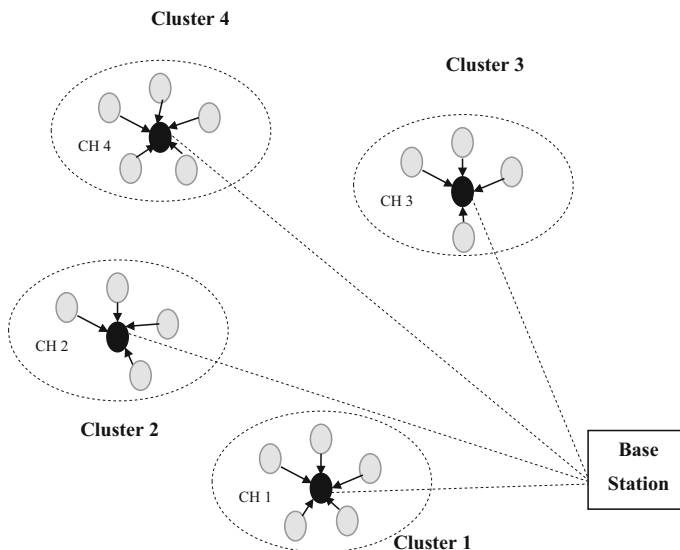 Cluster 4
Cluster 3
CH 4
CH 3
CH 2
Cluster 2
Base
Station
CH 1
Cluster 1